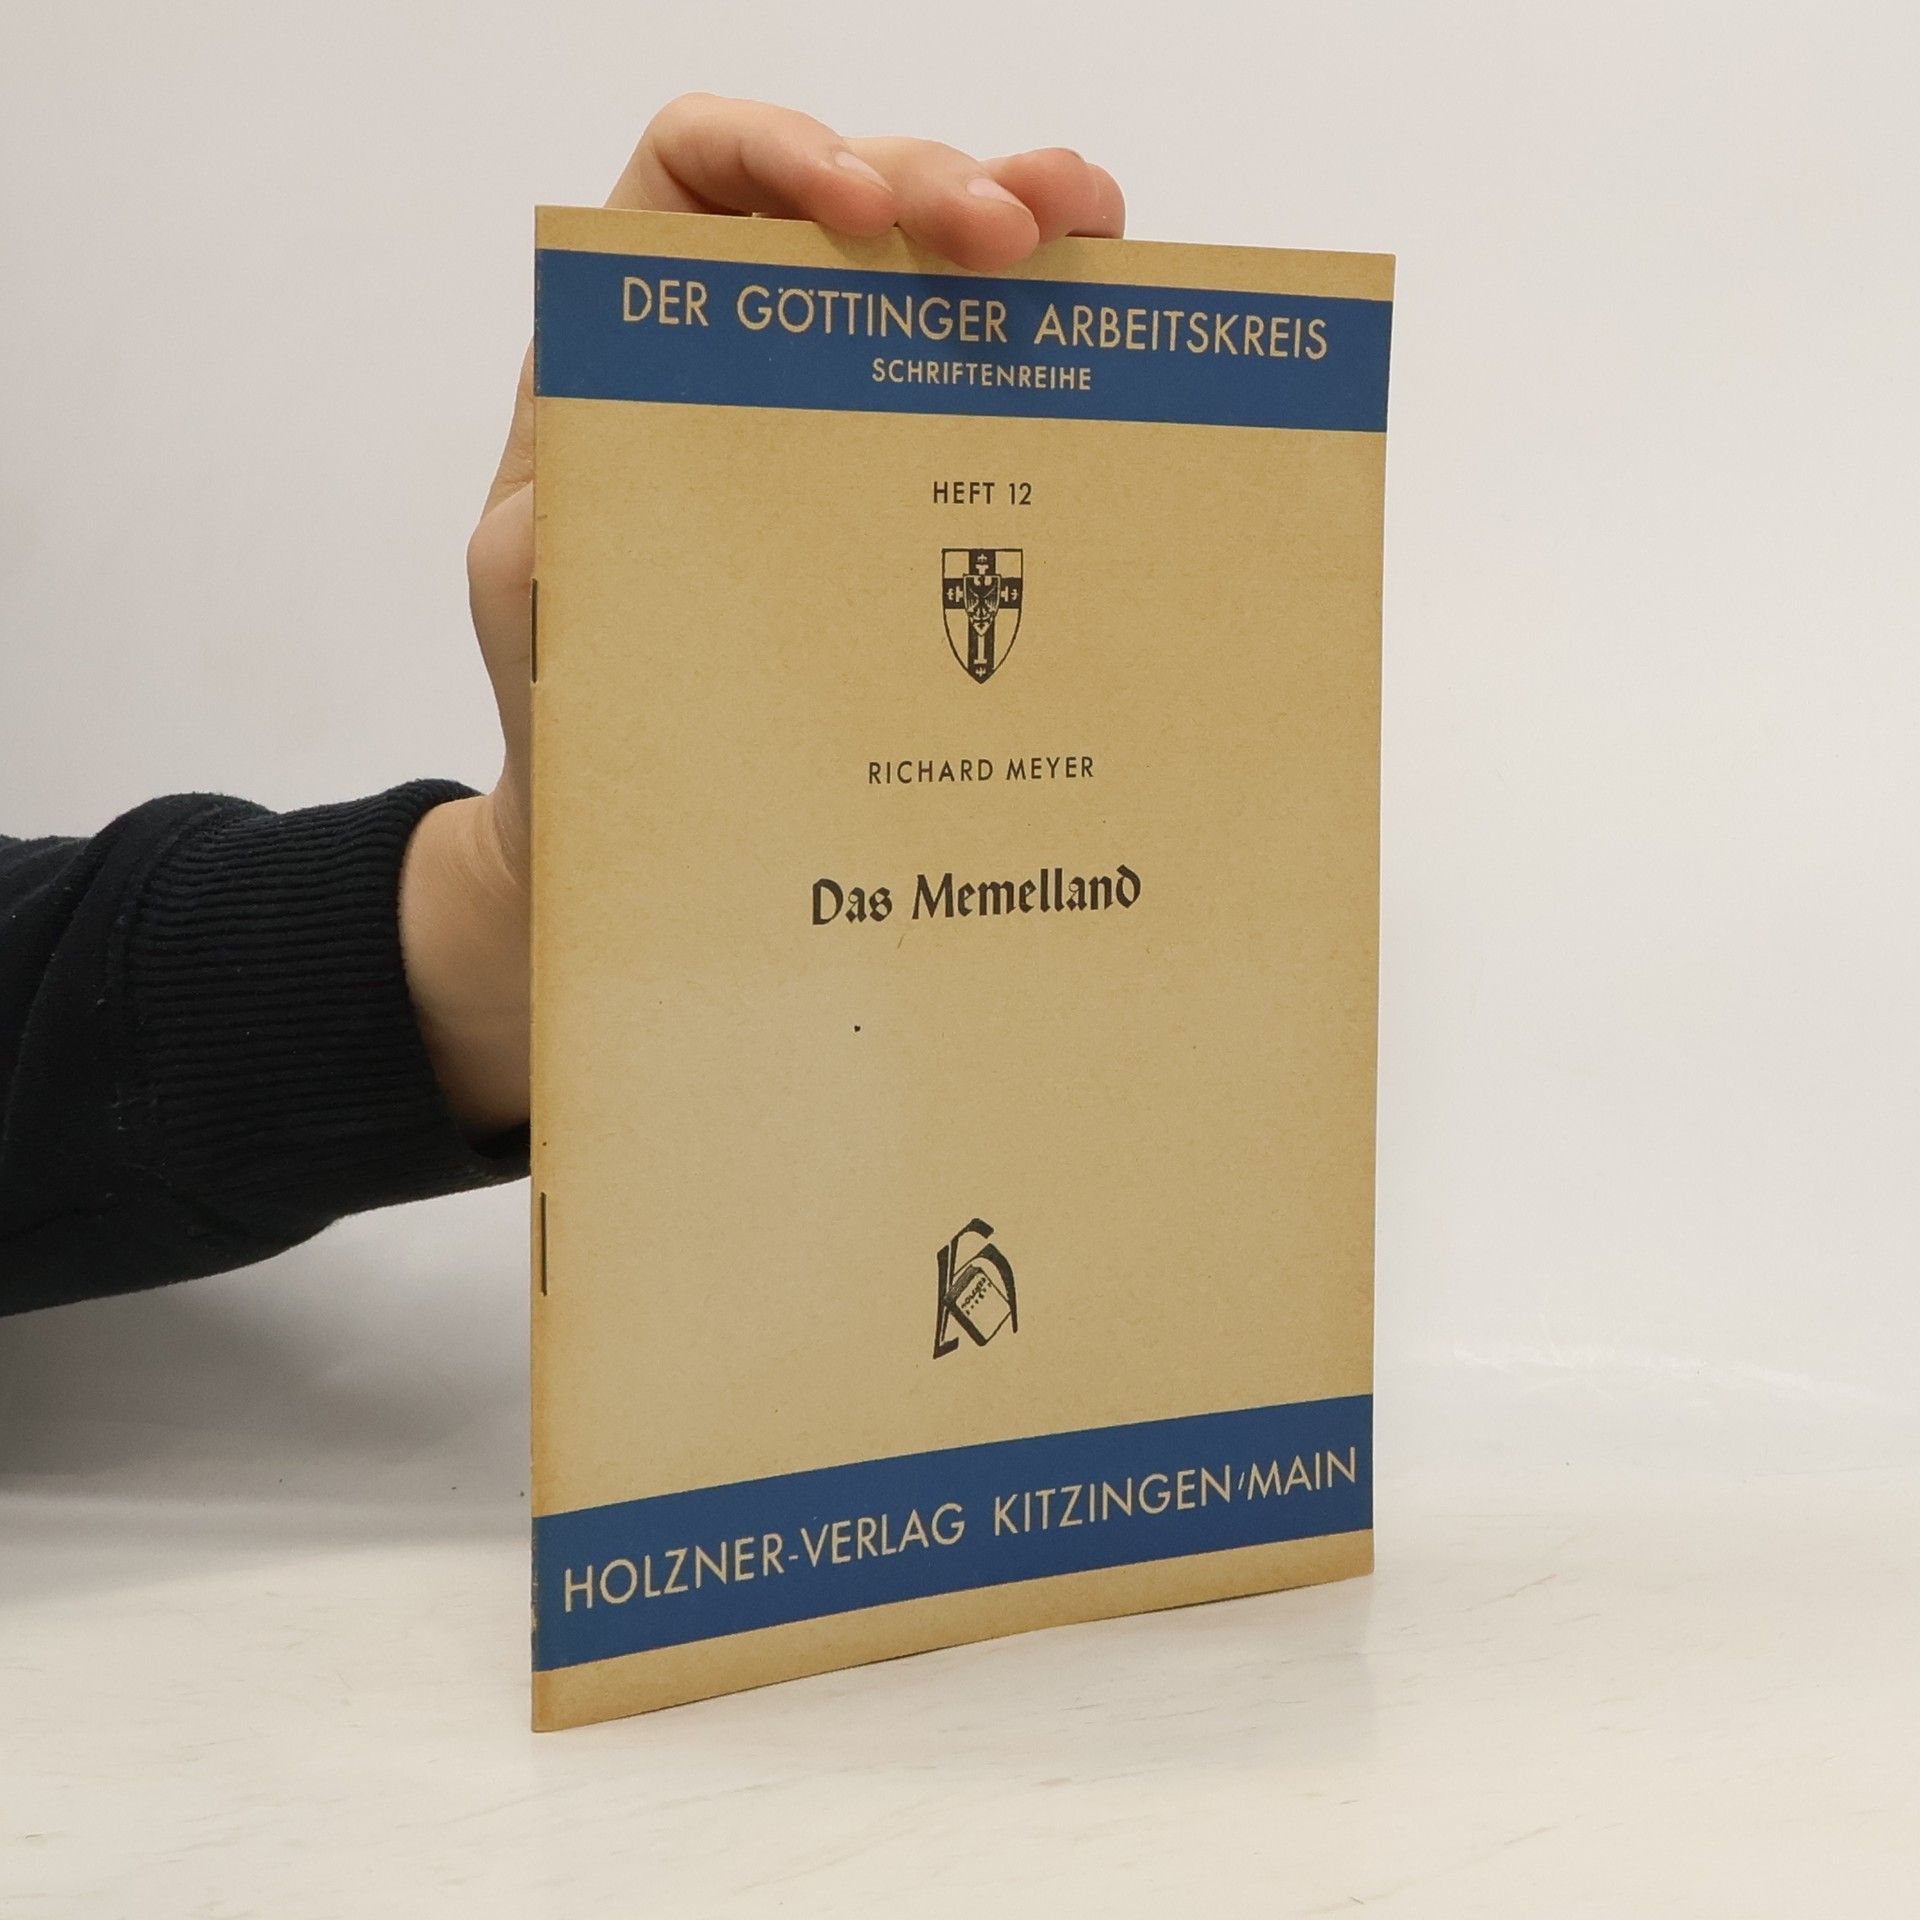 DER GÖTTINGER ARBEITSKREIS
SCHRIFTENREIHE
HEFT 12
RICHARD MEYER
Das Memelland
HOLZNER-VERLAG KITZINGEN/MAIN